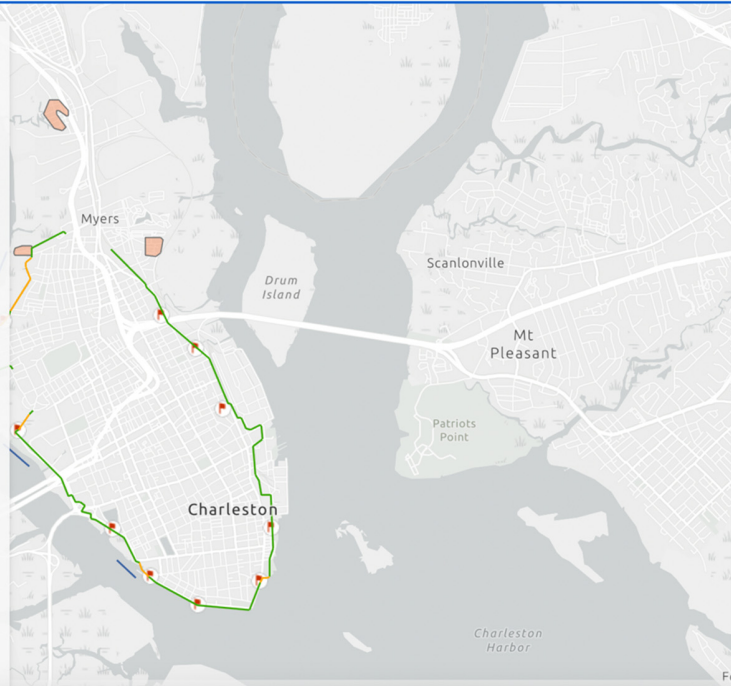 Myers
Scanlonville
Drum
Island
Mt
Pleasant
Patriots
Point
Charleston
Charleston
Harbor